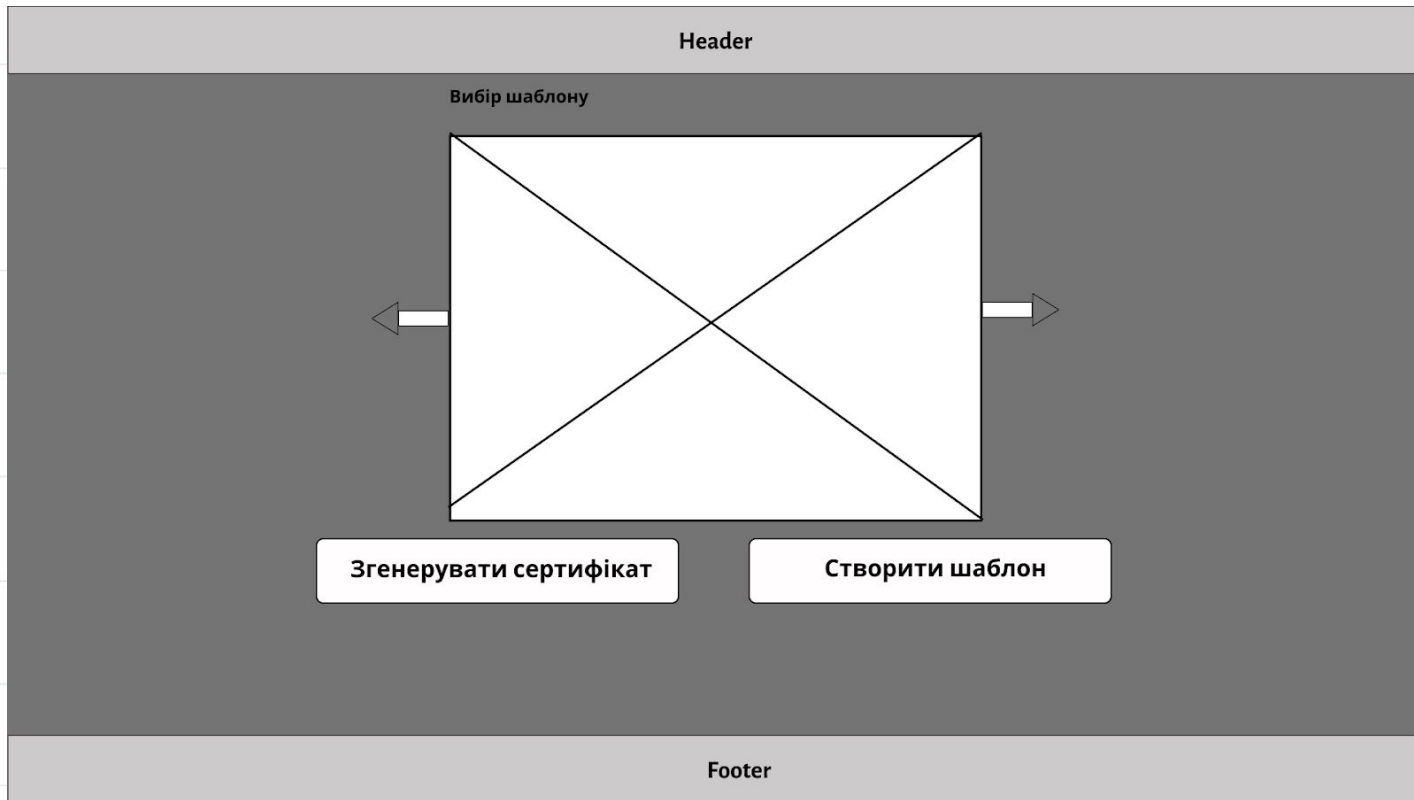 Header
Вибір шаблону
Згенерувати сертифікат
Створити шаблон
Footer